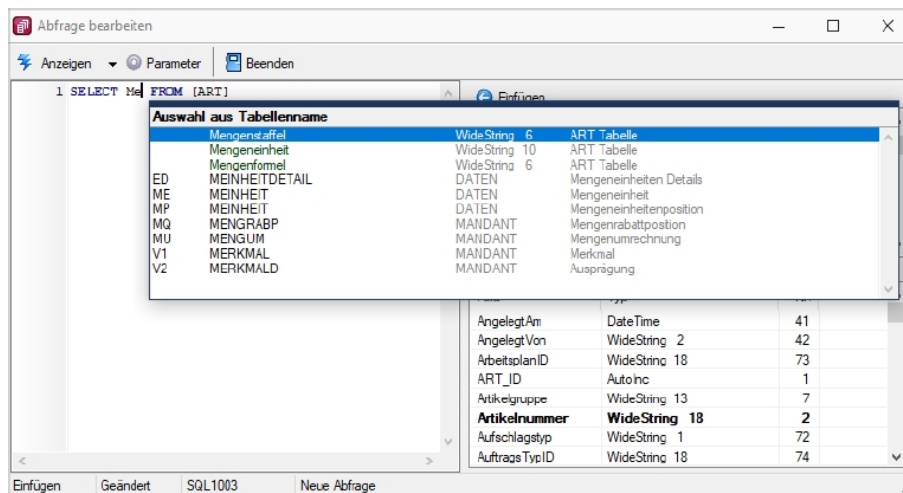 Abfrage bearbeiten
Anzeigen Parameter Beenden
1 SELECT Me FROM [ART]
Einfügen
Auswahl aus Tabellenname
Mengenstaffel WideString 6 ART Tabelle
Mengeneinheit WideString 10 ART Tabelle
Mengenformel WideString 6 ART Tabelle
ED MEINHEITDETAIL DATEN Mengeneinheiten Details
ME MEINHEIT DATEN Mengeneinheit
MP MEINHEIT DATEN Mengeneinheitenposition
MQ MENGRABP MANDANT Mengenrabattposition
MU MENGUM MANDANT Mengenumrechnung
V1 MERKMAL MANDANT Merkmal
V2 MERKMALD MANDANT Ausprägung
AngelegtAm DateTime 41
AngelegtVon WideString 2 42
ArbeitsplanID WideString 18 73
ART_ID AutoInc 1
Artikelgruppe WideString 13 7
Artikelnummer WideString 18 2
Aufschlagstyp WideString 1 72
AuftragsTypID WideString 18 74
Einfügen Geändert SQL1003 Neue Abfrage